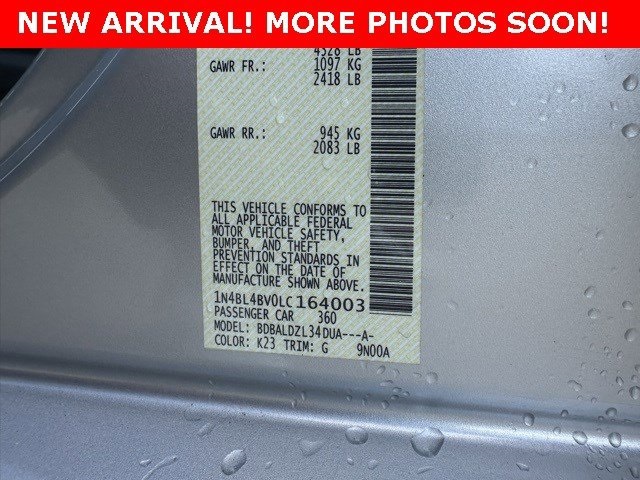 NEW ARRIVAL! MORE PHOTOS SOON!
4328 LB
GAWR FR.: 1097 KG
2418 LB
GAWR RR.: 945 KG
2083 LB
THIS VEHICLE CONFORMS TO
ALL APPLICABLE FEDERAL
MOTOR VEHICLE SAFETY,
BUMPER, AND THEFT
PREVENTION STANDARDS IN
EFFECT ON THE DATE OF
MANUFACTURE SHOWN ABOVE.
1N4BL4BV0LC164003
PASSENGER CAR 360
MODEL: BDBALDZL34DUA---A-
COLOR: K23 TRIM: G 9N00A